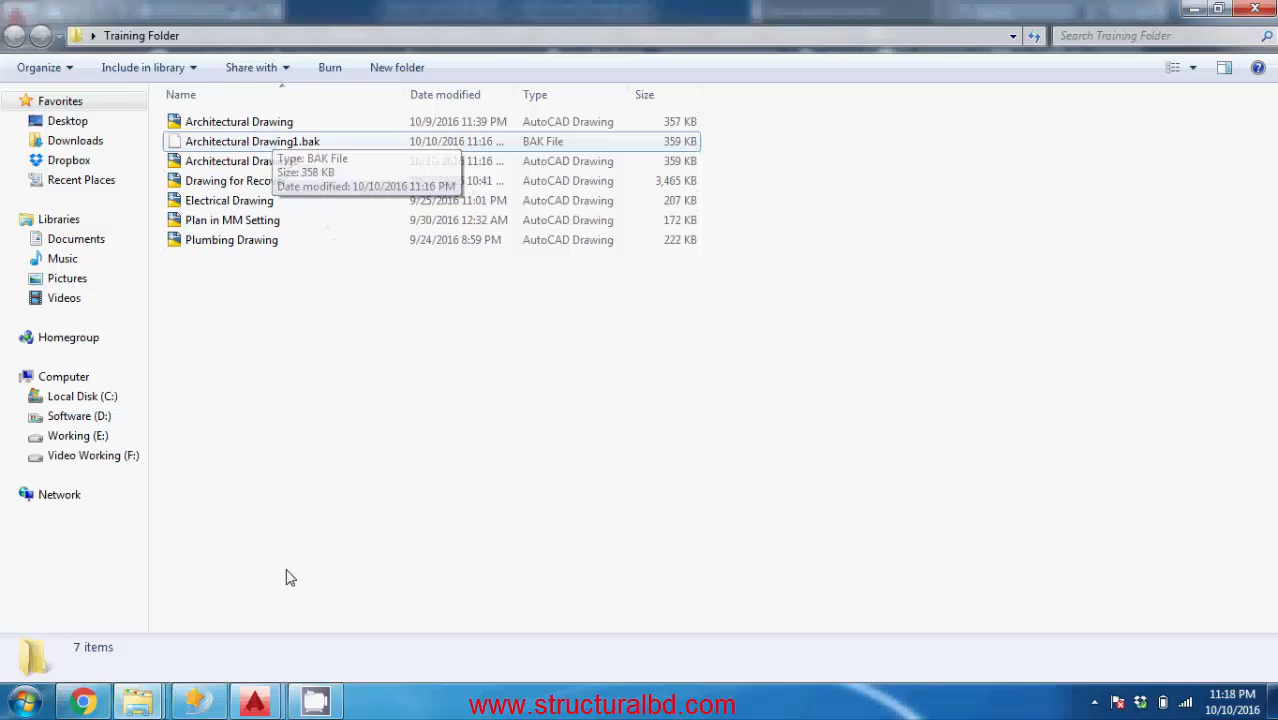 Training Folder
Search Training Folder
Organize
Include in library
Share with
Burn
New folder
Favorites
Desktop
Downloads
Dropbox
Recent Places
Libraries
Documents
Music
Pictures
Videos
Homegroup
Computer
Local Disk (C:)
Software (D:)
Working (E:)
Video Working (F:)
Network
Name Date modified Type Size
Architectural Drawing 10/9/2016 11:39 PM AutoCAD Drawing 357 KB
Architectural Drawing1.bak 10/10/2016 11:16 ... BAK File 359 KB
Architectural 11:16 ... AutoCAD Drawing 359 KB
Drawing for 10:41 ... AutoCAD Drawing 3,465 KB
Electrical Drawing 9/25/2016 11:01 PM AutoCAD Drawing 207 KB
Plan in MM Setting 9/30/2016 12:32 AM AutoCAD Drawing 172 KB
Plumbing Drawing 9/24/2016 8:59 PM AutoCAD Drawing 222 KB
Type: BAK File
Size: 358 KB
Date modified: 10/10/2016 11:16 PM
7 items
www.structuralbd.com
11:18 PM
10/10/2016